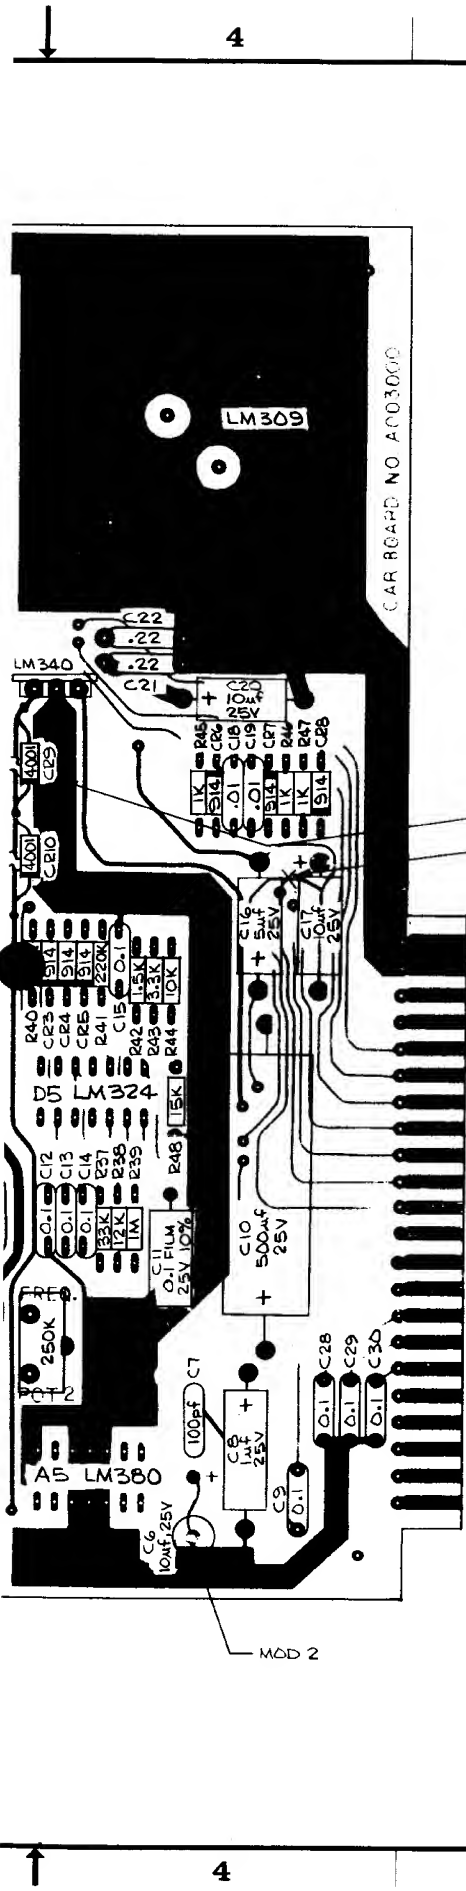 4
CAR BOARD NO A003000
LM309
C22
.22
.22
C21
LM340
C20
10uf
25V
+
R45
CR6
C18
C19
CR7
R46
R47
CR8
1K
914
.01
.01
914
1K
1K
914
4001
CR9
4001
CR10
+
C16
5uf
25V
+
C17
10uf
25V
914
914
914
220K
0.1
1.5K
3.3K
10K
R40
CR3
CR4
CR5
R41
C15
R42
R43
R44
D5 LM324
15K
R48
C12
C13
C14
R37
R38
R39
0.1
0.1
0.1
33K
12K
1M
C11
0.1 FILM
25V 10%
C10
500uf
25V
+
250K
POT 2
C7
100pf
+
C8
1uf
25V
C28
C29
C30
0.1
0.1
0.1
A5 LM380
C9
0.1
+
C6
10uf, 25V
MOD 2
4